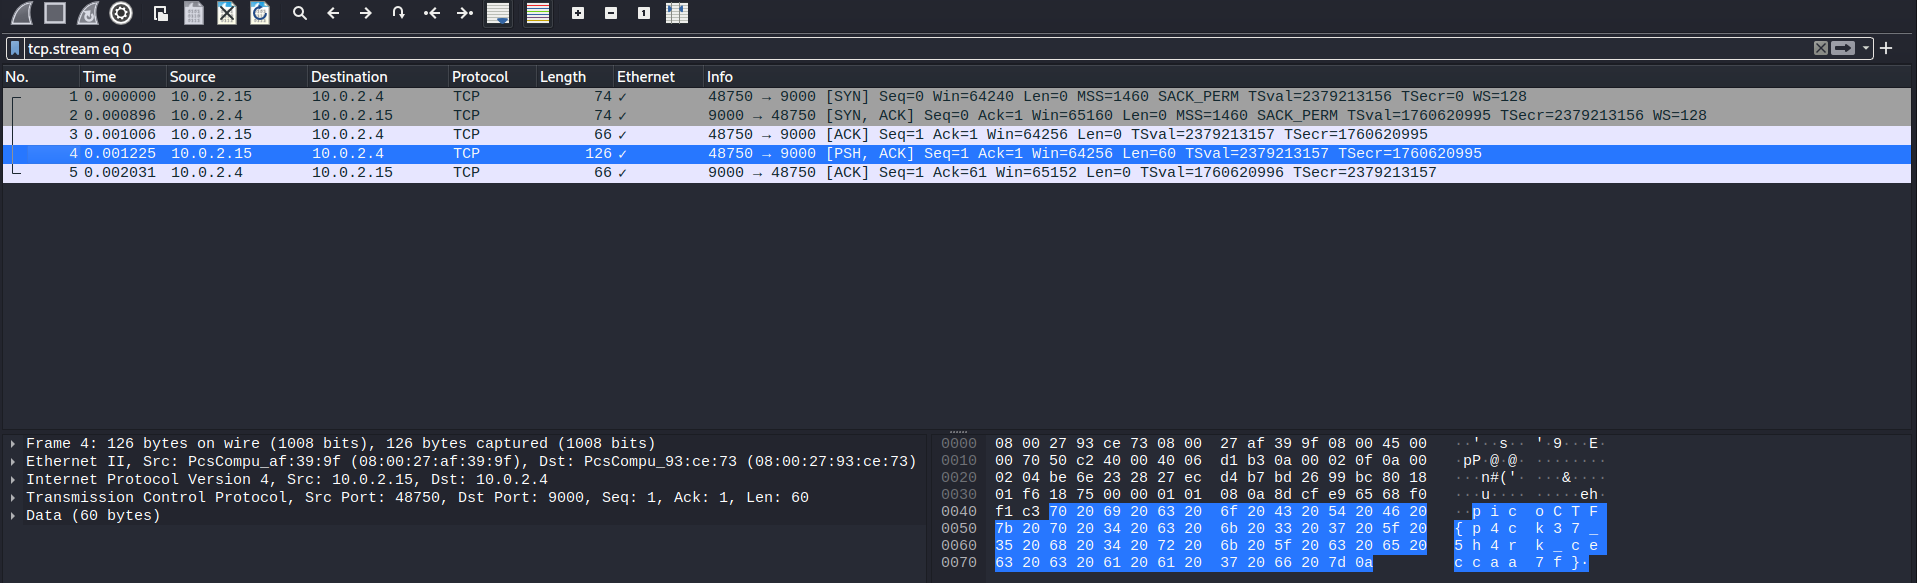 tcp.stream eq 0
No. Time Source Destination Protocol Length Ethernet Info
1 0.000000 10.0.2.15 10.0.2.4 TCP 74 ✓ 48750 → 9000 [SYN] Seq=0 Win=64240 Len=0 MSS=1460 SACK_PERM TSval=2379213156 TSecr=0 WS=128
2 0.000896 10.0.2.4 10.0.2.15 TCP 74 ✓ 9000 → 48750 [SYN, ACK] Seq=0 Ack=1 Win=65160 Len=0 MSS=1460 SACK_PERM TSval=1760620995 TSecr=2379213156 WS=128
3 0.001006 10.0.2.15 10.0.2.4 TCP 66 ✓ 48750 → 9000 [ACK] Seq=1 Ack=1 Win=64256 Len=0 TSval=2379213157 TSecr=1760620995
4 0.001225 10.0.2.15 10.0.2.4 TCP 126 ✓ 48750 → 9000 [PSH, ACK] Seq=1 Ack=1 Win=64256 Len=60 TSval=2379213157 TSecr=1760620995
5 0.002031 10.0.2.4 10.0.2.15 TCP 66 ✓ 9000 → 48750 [ACK] Seq=1 Ack=61 Win=65152 Len=0 TSval=1760620996 TSecr=2379213157
Frame 4: 126 bytes on wire (1008 bits), 126 bytes captured (1008 bits)
Ethernet II, Src: PcsCompu_af:39:9f (08:00:27:af:39:9f), Dst: PcsCompu_93:ce:73 (08:00:27:93:ce:73)
Internet Protocol Version 4, Src: 10.0.2.15, Dst: 10.0.2.4
Transmission Control Protocol, Src Port: 48750, Dst Port: 9000, Seq: 1, Ack: 1, Len: 60
Data (60 bytes)
0000 08 00 27 93 ce 73 08 00 27 af 39 9f 08 00 45 00 ··'··s·· '·9···E·
0010 00 70 50 c2 40 00 40 06 d1 b3 0a 00 02 0f 0a 00 ·pP·@·@· ········
0020 02 04 be 6e 23 28 27 ec d4 b7 bd 26 99 bc 80 18 ···n#('· ···&····
0030 01 f6 18 75 00 00 01 01 08 0a 8d cf e9 65 68 f0 ···u···· ·····eh·
0040 f1 c3 70 20 69 20 63 20 6f 20 43 20 54 20 46 20 ··p i c o C T F
0050 7b 20 70 20 34 20 63 20 6b 20 33 20 37 20 5f 20 { p 4 c k 3 7 _
0060 35 20 68 20 34 20 72 20 6b 20 5f 20 63 20 65 20 5 h 4 r k _ c e
0070 63 20 63 20 61 20 61 20 37 20 66 20 7d 0a c c a a 7 f }·